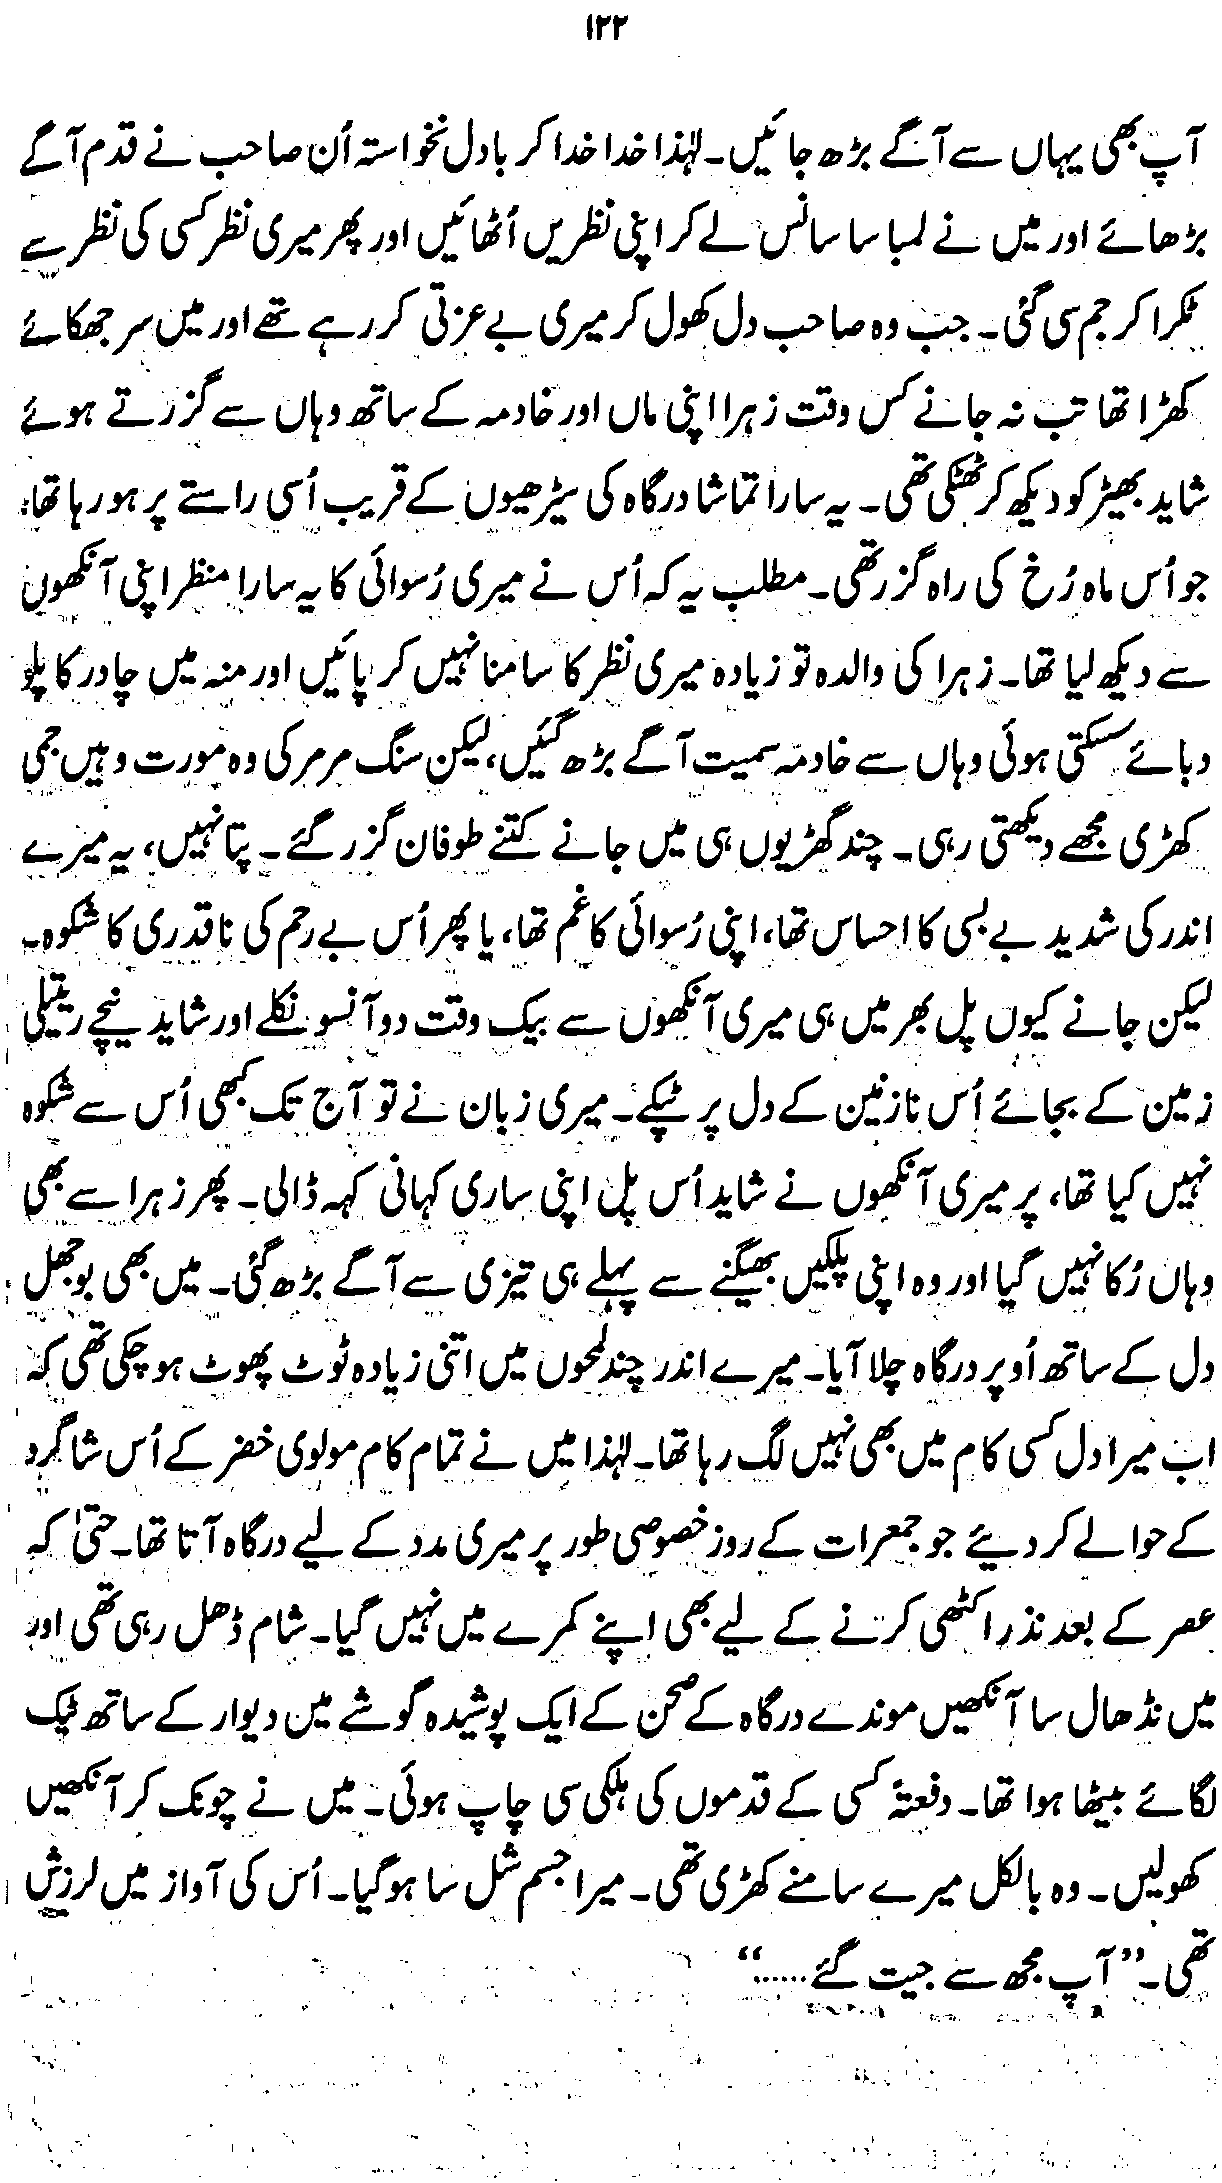 ۱۲۲
آپ بھی یہاں سے آگے بڑھ جائیں۔ لہٰذا خدا خدا کر بادل نخواستہ اُن صاحب نے قدم آگے
بڑھائے اور میں نے لمبا سا سانس لے کر اپنی نظریں اُٹھائیں اور پھر میری نظر کسی کی نظر سے
ٹکرا کر جم سی گئی۔ جب وہ صاحب دل کھول کر میری بے عزتی کر رہے تھے اور میں سر جھکائے
کھڑا تھا تب نہ جانے کس وقت زہرا اپنی ماں اور خادمہ کے ساتھ وہاں سے گزرتے ہوئے
شاید بھیڑ کو دیکھ کر ٹھٹکی تھی۔ یہ سارا تماشا درگاہ کی سیڑھیوں کے قریب اُسی راستے پر ہو رہا تھا،
جو اُس ماہ رُخ کی راہ گزر تھی۔ مطلب یہ کہ اُس نے میری رُسوائی کا یہ سارا منظر اپنی آنکھوں
سے دیکھ لیا تھا۔ زہرا کی والدہ تو زیادہ میری نظر کا سامنا نہیں کر پائیں اور منہ میں چادر کا پلو
دبائے سسکتی ہوئی وہاں سے خادمہ سمیت آگے بڑھ گئیں، لیکن سنگ مرمر کی وہ مورت وہیں جمی
کھڑی مجھے دیکھتی رہی۔ چند گھڑیوں ہی میں جانے کتنے طوفان گزر گئے۔ پتا نہیں، یہ میرے
اندر کی شدید بے بسی کا احساس تھا، اپنی رُسوائی کا غم تھا، یا پھر اُس بے رحم کی ناقدری کا شکوہ۔
لیکن جانے کیوں پل بھر میں ہی میری آنکھوں سے بیک وقت دو آنسو نکلے اور شاید نیچے ریتیلی
زمین کے بجائے اُس نازنین کے دل پر ٹپکے۔ میری زبان نے تو آج تک کبھی اُس سے شکوہ
نہیں کیا تھا، پر میری آنکھوں نے شاید اُس پل اپنی ساری کہانی کہہ ڈالی۔ پھر زہرا سے بھی
وہاں رُکا نہیں گیا اور وہ اپنی پلکیں بھیگنے سے پہلے ہی تیزی سے آگے بڑھ گئی۔ میں بھی بوجھل
دل کے ساتھ اُوپر درگاہ چلا آیا۔ میرے اندر چند لمحوں میں اتنی زیادہ ٹوٹ پھوٹ ہو چکی تھی کہ
اب میرا دل کسی کام میں بھی نہیں لگ رہا تھا۔ لہٰذا میں نے تمام کام مولوی خضر کے اُس شاگرد
کے حوالے کر دیئے جو جمعرات کے روز خصوصی طور پر میری مدد کے لیے درگاہ آتا تھا۔ حتیٰ کہ
عصر کے بعد نذر اکٹھی کرنے کے لیے بھی اپنے کمرے میں نہیں گیا۔ شام ڈھل رہی تھی اور
میں نڈھال سا آنکھیں موندے درگاہ کے صحن کے ایک پوشیدہ گوشے میں دیوار کے ساتھ ٹیک
لگائے بیٹھا ہوا تھا۔ دفعتہً کسی کے قدموں کی ہلکی سی چاپ ہوئی۔ میں نے چونک کر آنکھیں
کھولیں۔ وہ بالکل میرے سامنے کھڑی تھی۔ میرا جسم شل سا ہو گیا۔ اُس کی آواز میں لرزش
تھی۔ ”آپ مجھ سے جیت گئے......“